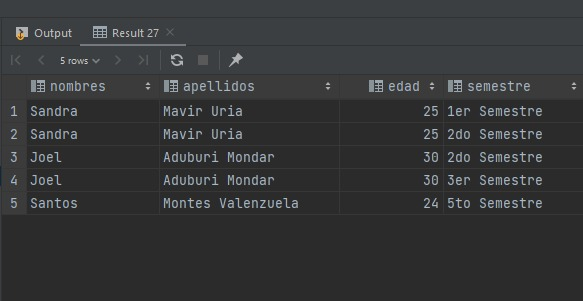 Output Result 27
5 rows
nombres apellidos edad semestre
1 Sandra Mavir Uria 25 1er Semestre
2 Sandra Mavir Uria 25 2do Semestre
3 Joel Aduburi Mondar 30 2do Semestre
4 Joel Aduburi Mondar 30 3er Semestre
5 Santos Montes Valenzuela 24 5to Semestre